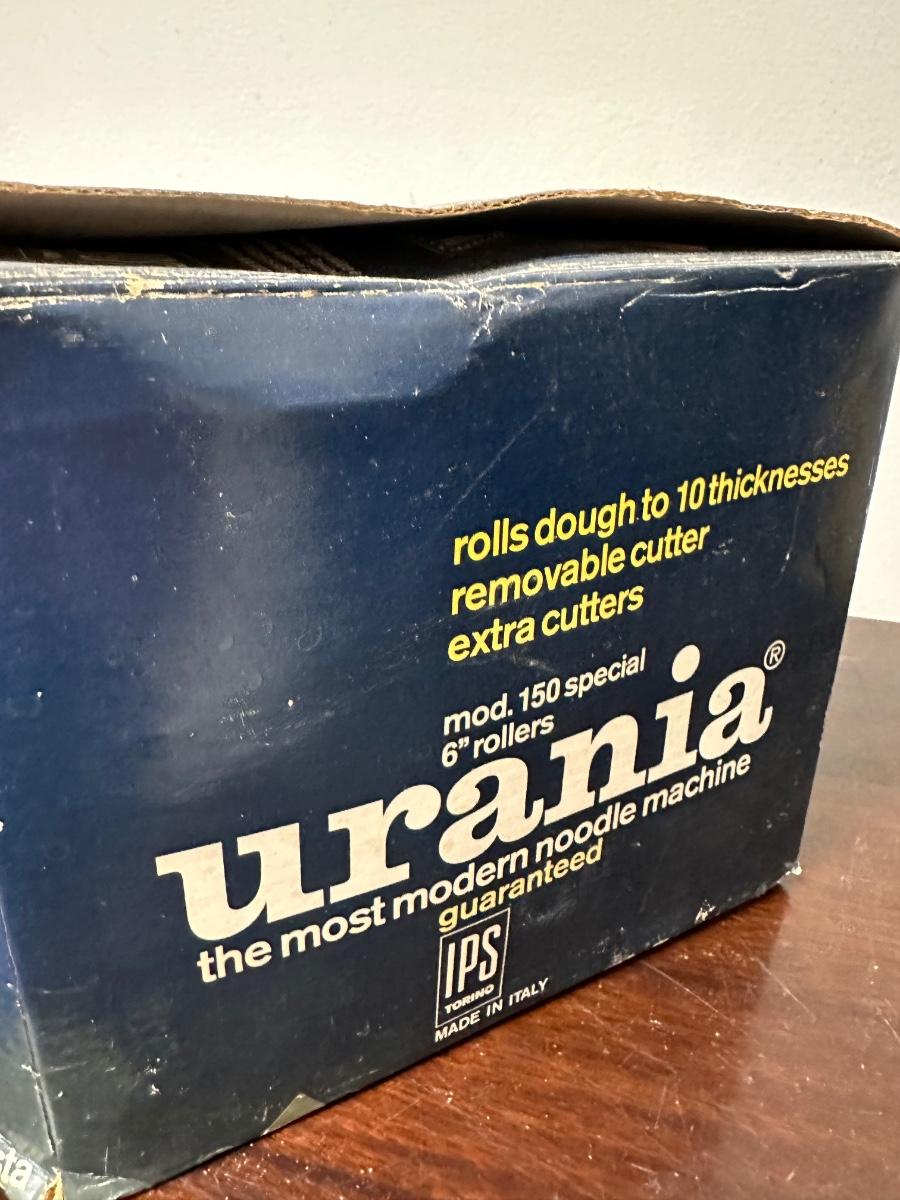 rolls dough to 10 thicknesses
removable cutter
extra cutters
mod. 150 special
6” rollers
urania®
the most modern noodle machine
guaranteed
IPS
TORINO
MADE IN ITALY